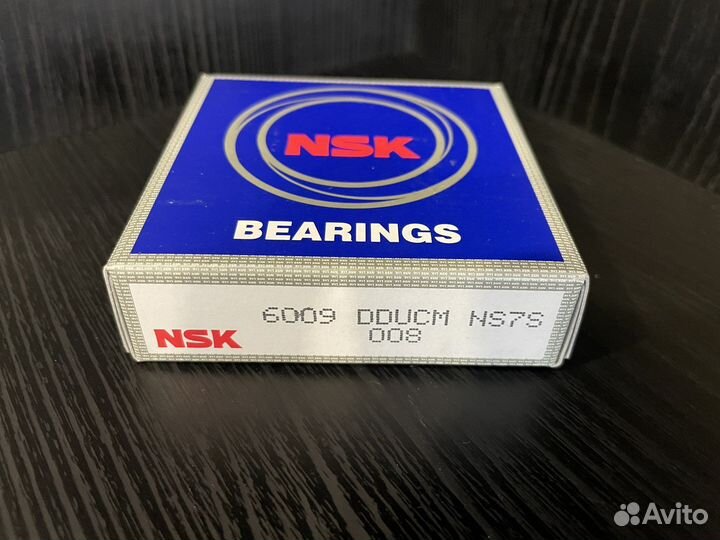 NSK
BEARINGS
6009 DDUCM NS7S
008
NSK
Avito